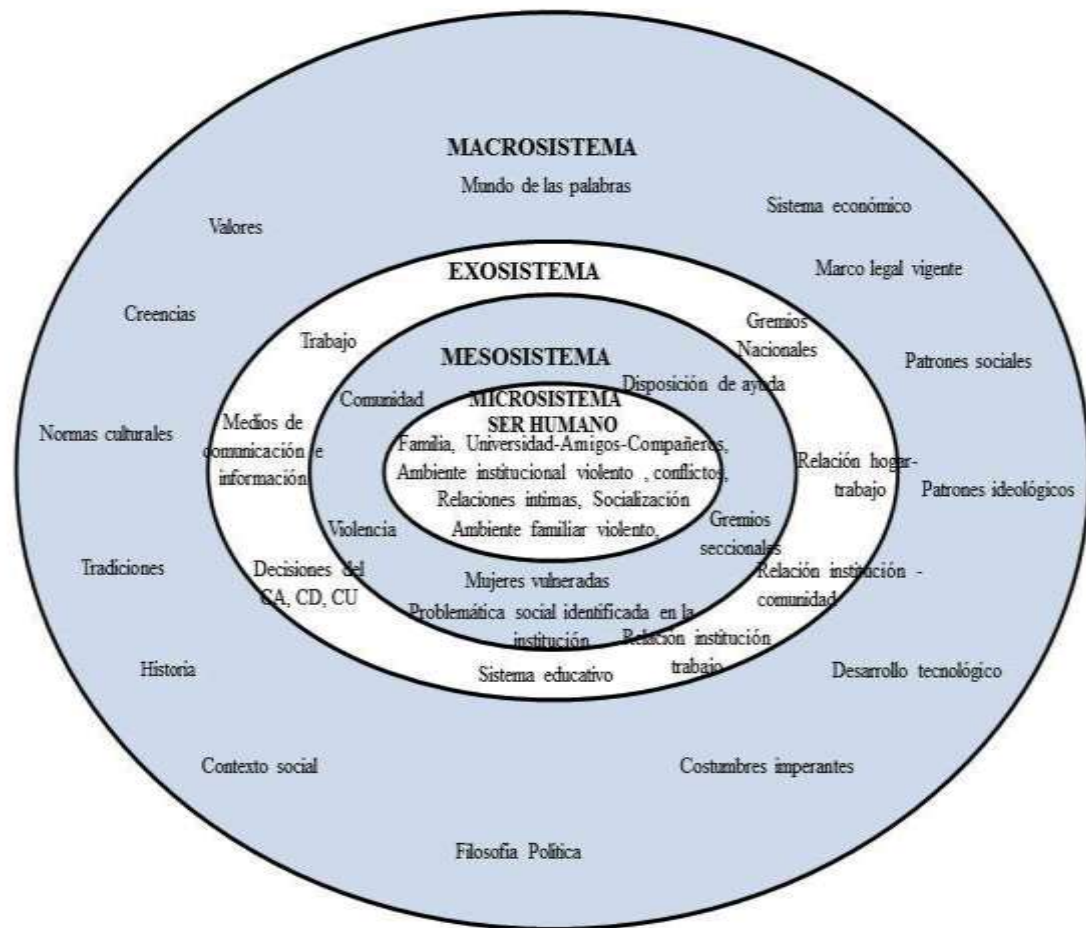 MACROSISTEMA
Mundo de las palabras
Sistema económico
Valores
Marco legal vigente
EXOSISTEMA
Creencias
Gremios
Nacionales
Trabajo
MESOSISTEMA
Patrones sociales
Disposición de ayuda
Comunidad
MICROSISTEMA
SER HUMANO
Familia, Universidad-Amigos-Compañeros,
Ambiente institucional violento , conflictos,
Relaciones intimas, Socialización
Ambiente familiar violento,
Normas culturales
Medios de
comunicación e
información
Relación hogar-
trabajo
Patrones ideológicos
Violencia
Gremios
seccionales
Tradiciones
Decisiones del
CA, CD, CU
Mujeres vulneradas
Relación institución -
comunidad
Problemática social identificada en la
institución
Relación institución
trabajo
Sistema educativo
Historia
Desarrollo tecnológico
Contexto social
Costumbres imperantes
Filosofia Política